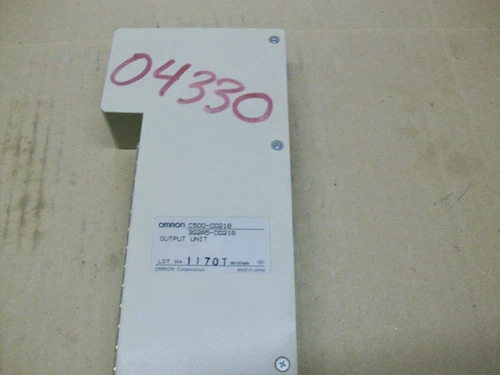 04330
OMRON C500-OD218
3G2A5-OD218
OUTPUT UNIT
LOT No 1170T
OMRON Corporation MADE IN JAPAN